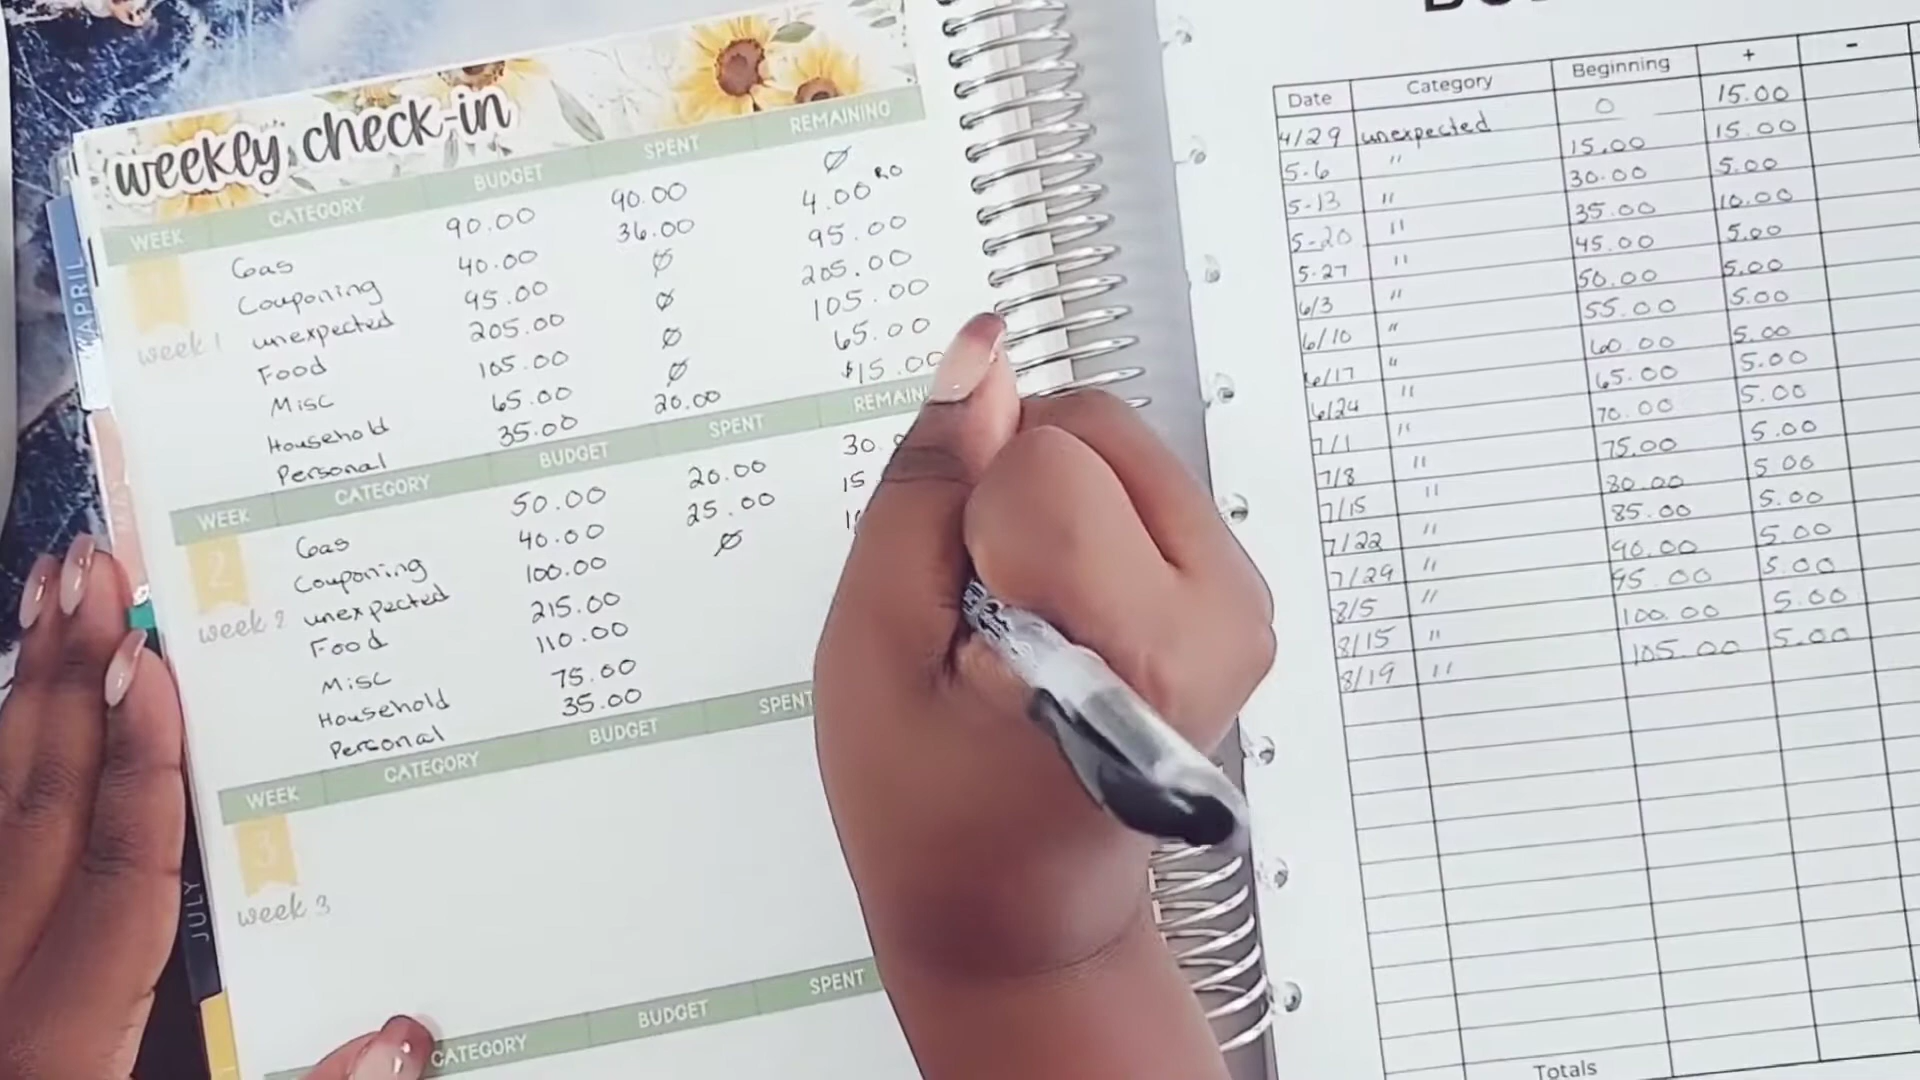 weekly check-in
WEEK CATEGORY BUDGET SPENT REMAINING
1
week 1
Gas 90.00 90.00 Ø
Couponing 40.00 36.00 4.00 R.O
unexpected 95.00 Ø 95.00
Food 205.00 Ø 205.00
Misc 105.00 Ø 105.00
Household 65.00 Ø 65.00
Personal 35.00 20.00 $15.00
WEEK CATEGORY BUDGET SPENT
2
week 2
Gas 50.00 20.00 30.
Couponing 40.00 25.00 15
unexpected 100.00 Ø
Food 215.00
Misc 110.00
Household 75.00
Personal 35.00
WEEK CATEGORY BUDGET SPENT
3
week 3
CATEGORY BUDGET SPENT
APRIL
MAY
JULY
Date Category Beginning + -
4/29 unexpected 0 15.00
5-6 " 15.00 15.00
5-13 " 30.00 5.00
5-20 " 35.00 10.00
5-27 " 45.00 5.00
6/3 " 50.00 5.00
6/10 " 55.00 5.00
6/17 " 60.00 5.00
6/24 " 65.00 5.00
7/1 " 70.00 5.00
7/8 " 75.00 5.00
7/15 " 80.00 5.00
7/22 " 85.00 5.00
7/29 " 90.00 5.00
8/5 " 95.00 5.00
8/15 " 100.00 5.00
8/19 " 105.00 5.00
Totals